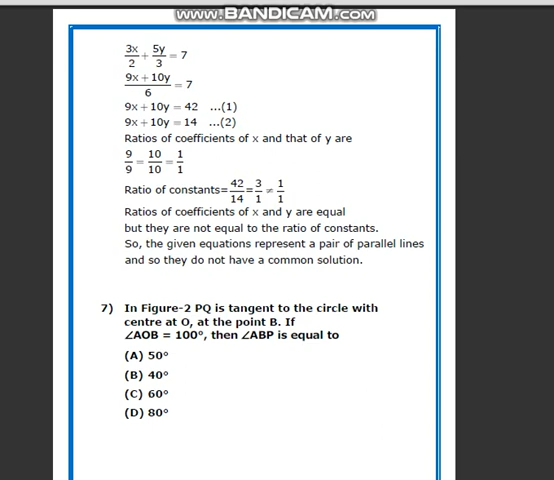 www.BANDICAM.com
3x/2 + 5y/3 = 7
9x + 10y/6 = 7
9x + 10y = 42 ...(1)
9x + 10y = 14 ...(2)
Ratios of coefficients of x and that of y are
9/9 = 10/10 = 1/1
Ratio of constants=42/14=3/1 ≠ 1/1
Ratios of coefficients of x and y are equal
but they are not equal to the ratio of constants.
So, the given equations represent a pair of parallel lines
and so they do not have a common solution.
7) In Figure-2 PQ is tangent to the circle with
centre at O, at the point B. If
∠AOB = 100°, then ∠ABP is equal to
(A) 50°
(B) 40°
(C) 60°
(D) 80°